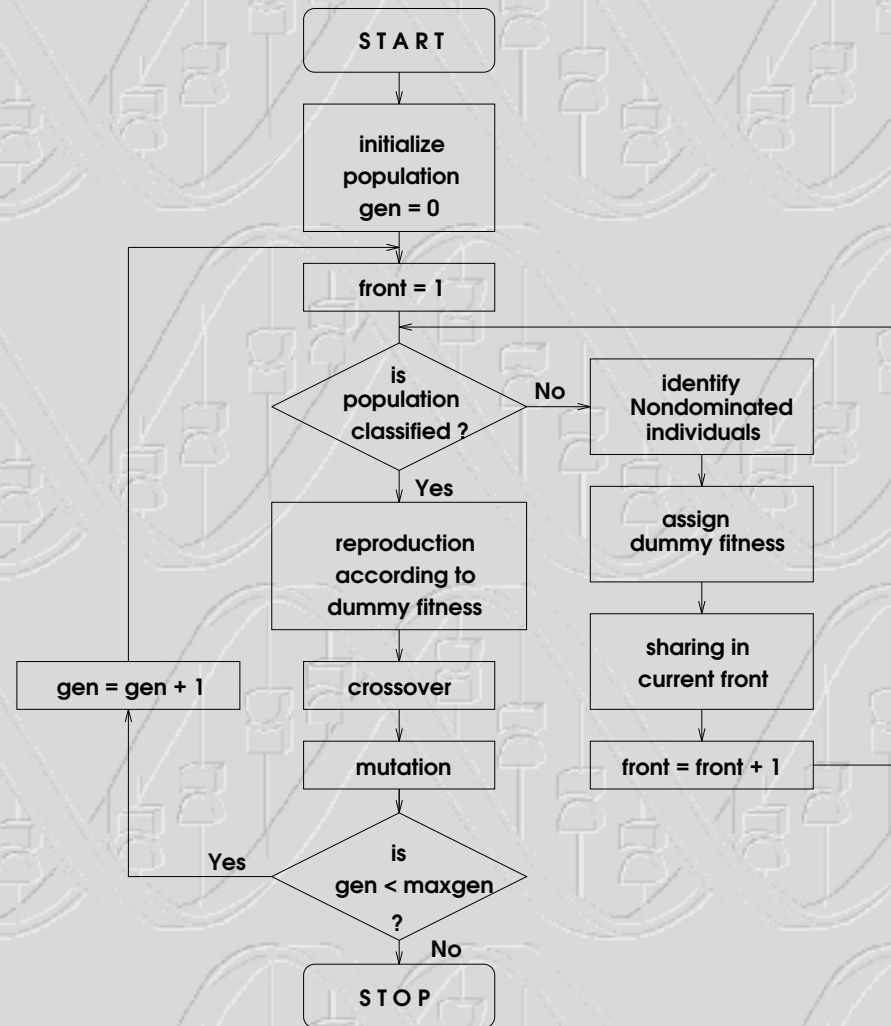 START
initialize
population
gen = 0
front = 1
is
population
classified ?
No
identify
Nondominated
individuals
Yes
assign
dummy fitness
reproduction
according to
dummy fitness
sharing in
current front
gen = gen + 1
crossover
mutation
front = front + 1
is
gen < maxgen
?
Yes
No
STOP